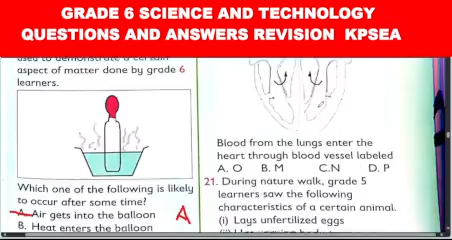 GRADE 6 SCIENCE AND TECHNOLOGY
QUESTIONS AND ANSWERS REVISION KPSEA
used to demonstrate a certain
aspect of matter done by grade 6
learners.
Which one of the following is likely
to occur after some time?
A. Air gets into the balloon
A
B. Heat enters the balloon
Blood from the lungs enter the
heart through blood vessel labeled
A. O B. M C.N D. P
21. During nature walk, grade 5
learners saw the following
characteristics of a certain animal.
(i) Lays unfertilized eggs